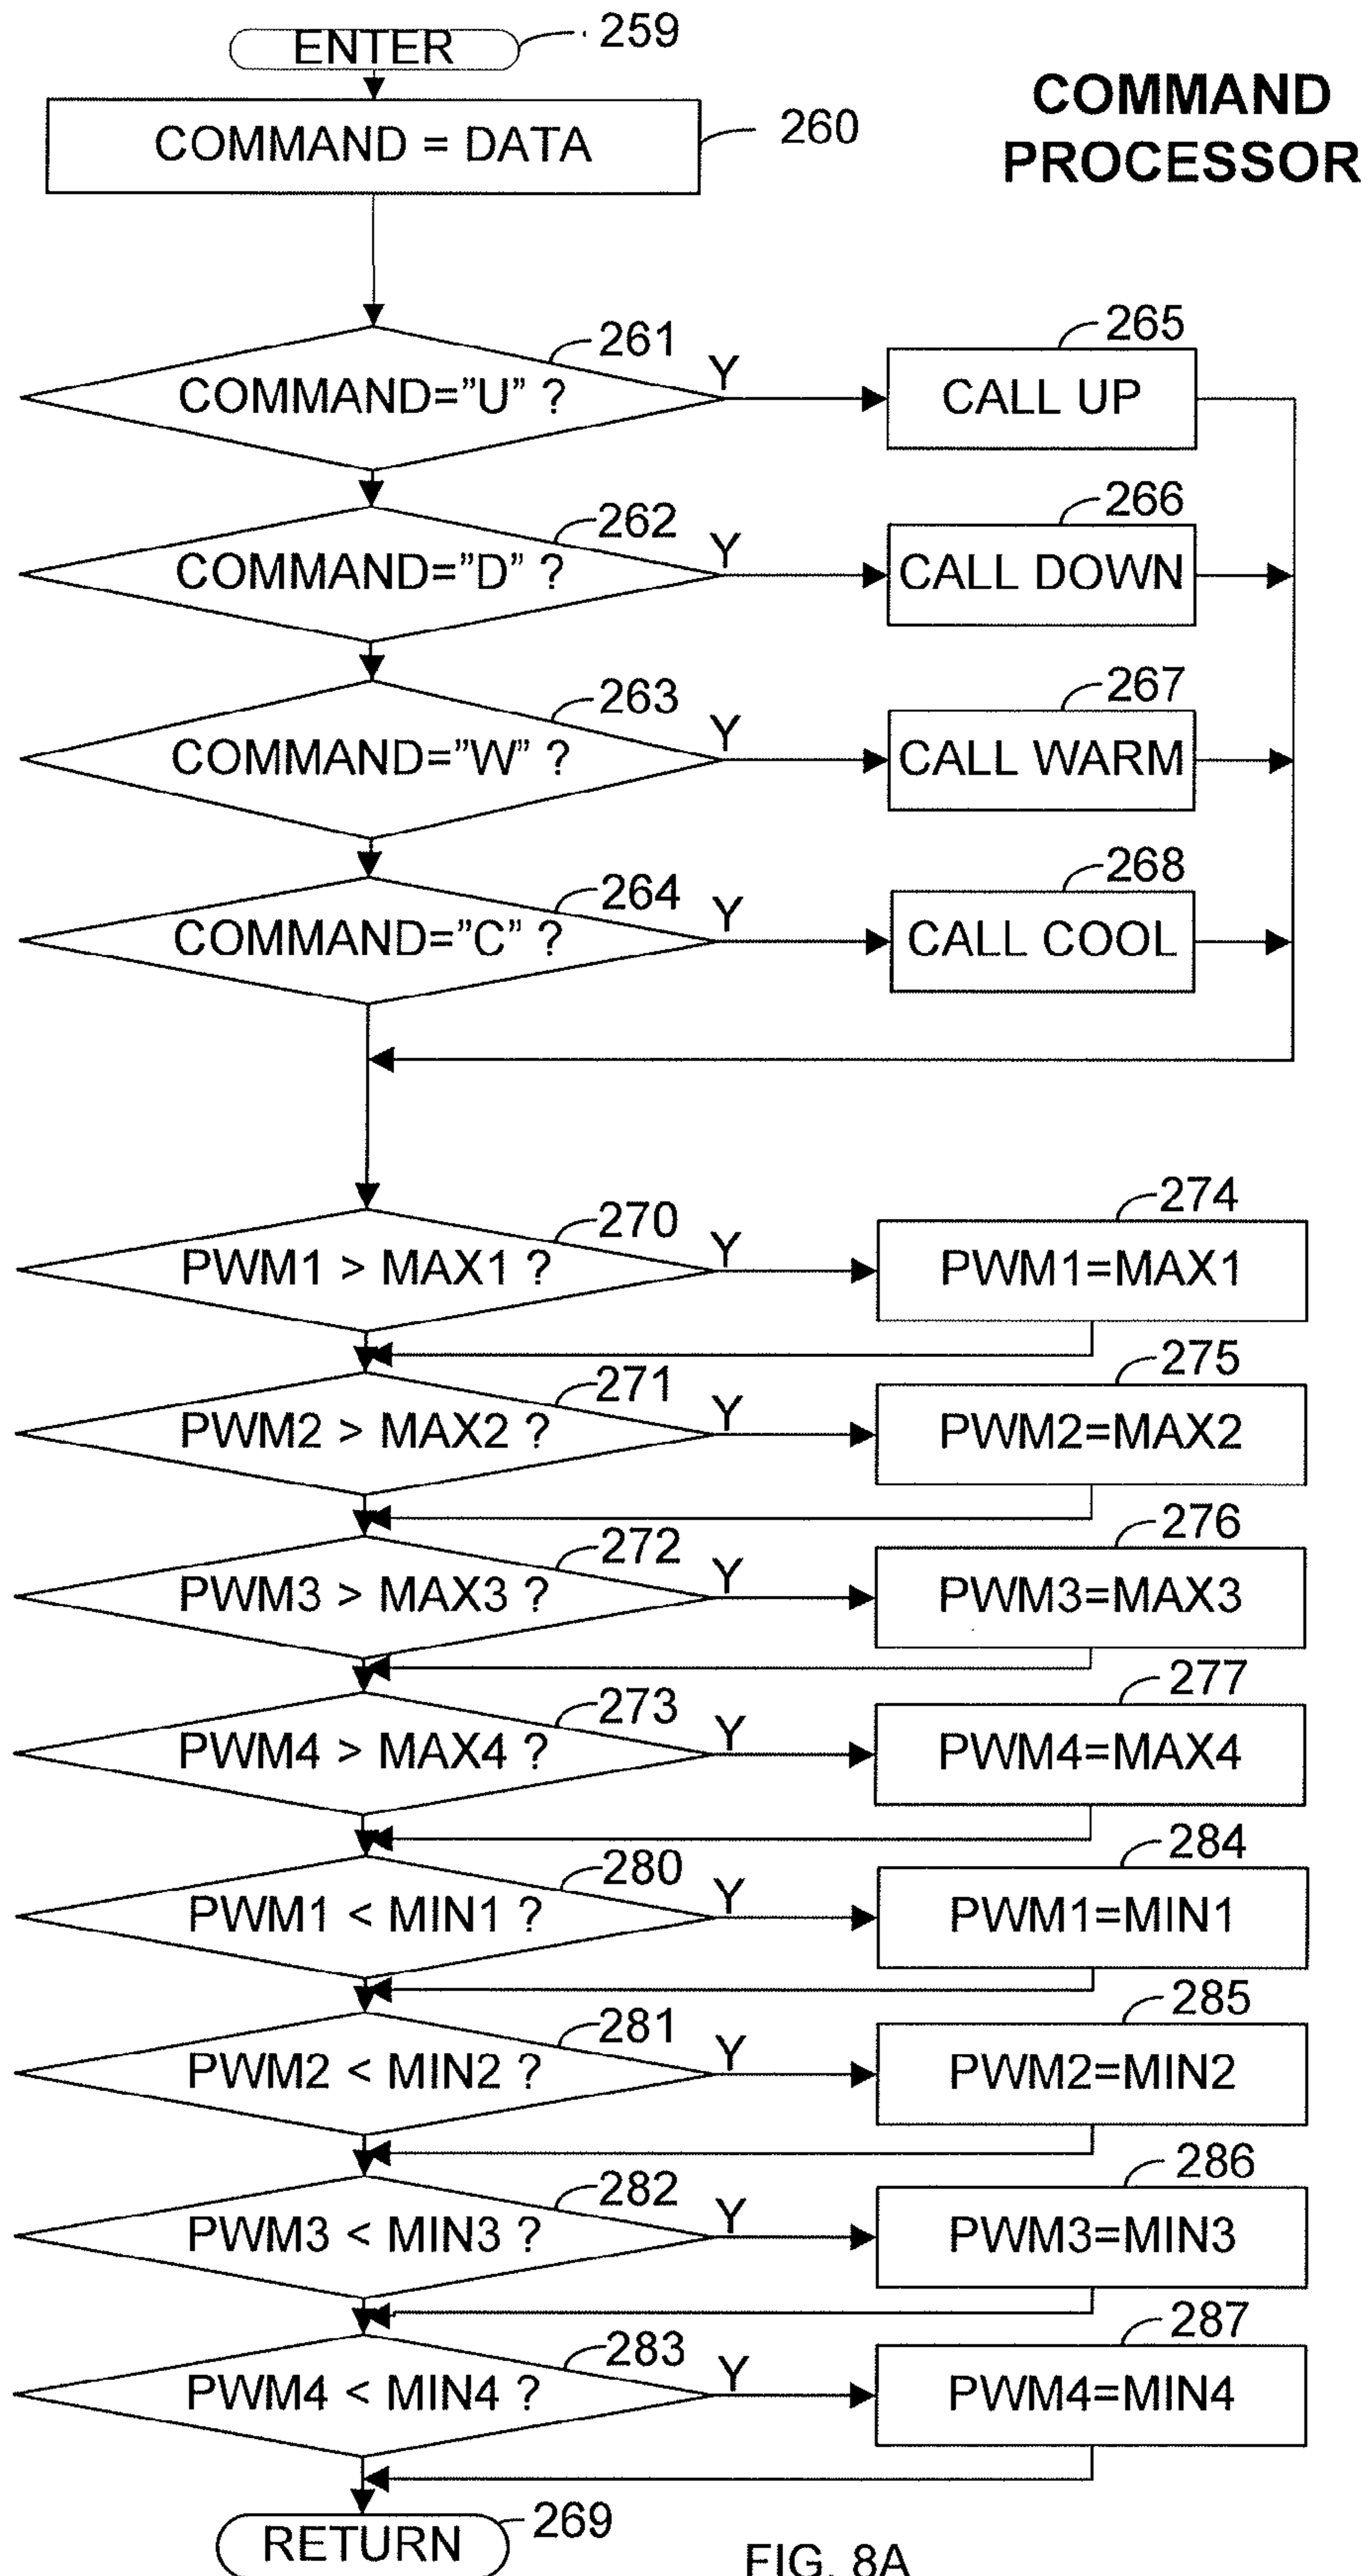 ENTER
259
COMMAND
PROCESSOR
COMMAND = DATA
260
261
COMMAND=”U” ?
Y
265
CALL UP
262
COMMAND=”D” ?
Y
266
CALL DOWN
263
COMMAND=”W” ?
Y
267
CALL WARM
264
COMMAND=”C” ?
Y
268
CALL COOL
270
PWM1 > MAX1 ?
Y
274
PWM1=MAX1
271
PWM2 > MAX2 ?
Y
275
PWM2=MAX2
272
PWM3 > MAX3 ?
Y
276
PWM3=MAX3
273
PWM4 > MAX4 ?
Y
277
PWM4=MAX4
280
PWM1 < MIN1 ?
Y
284
PWM1=MIN1
281
PWM2 < MIN2 ?
Y
285
PWM2=MIN2
282
PWM3 < MIN3 ?
Y
286
PWM3=MIN3
283
PWM4 < MIN4 ?
Y
287
PWM4=MIN4
RETURN
269
FIG. 8A